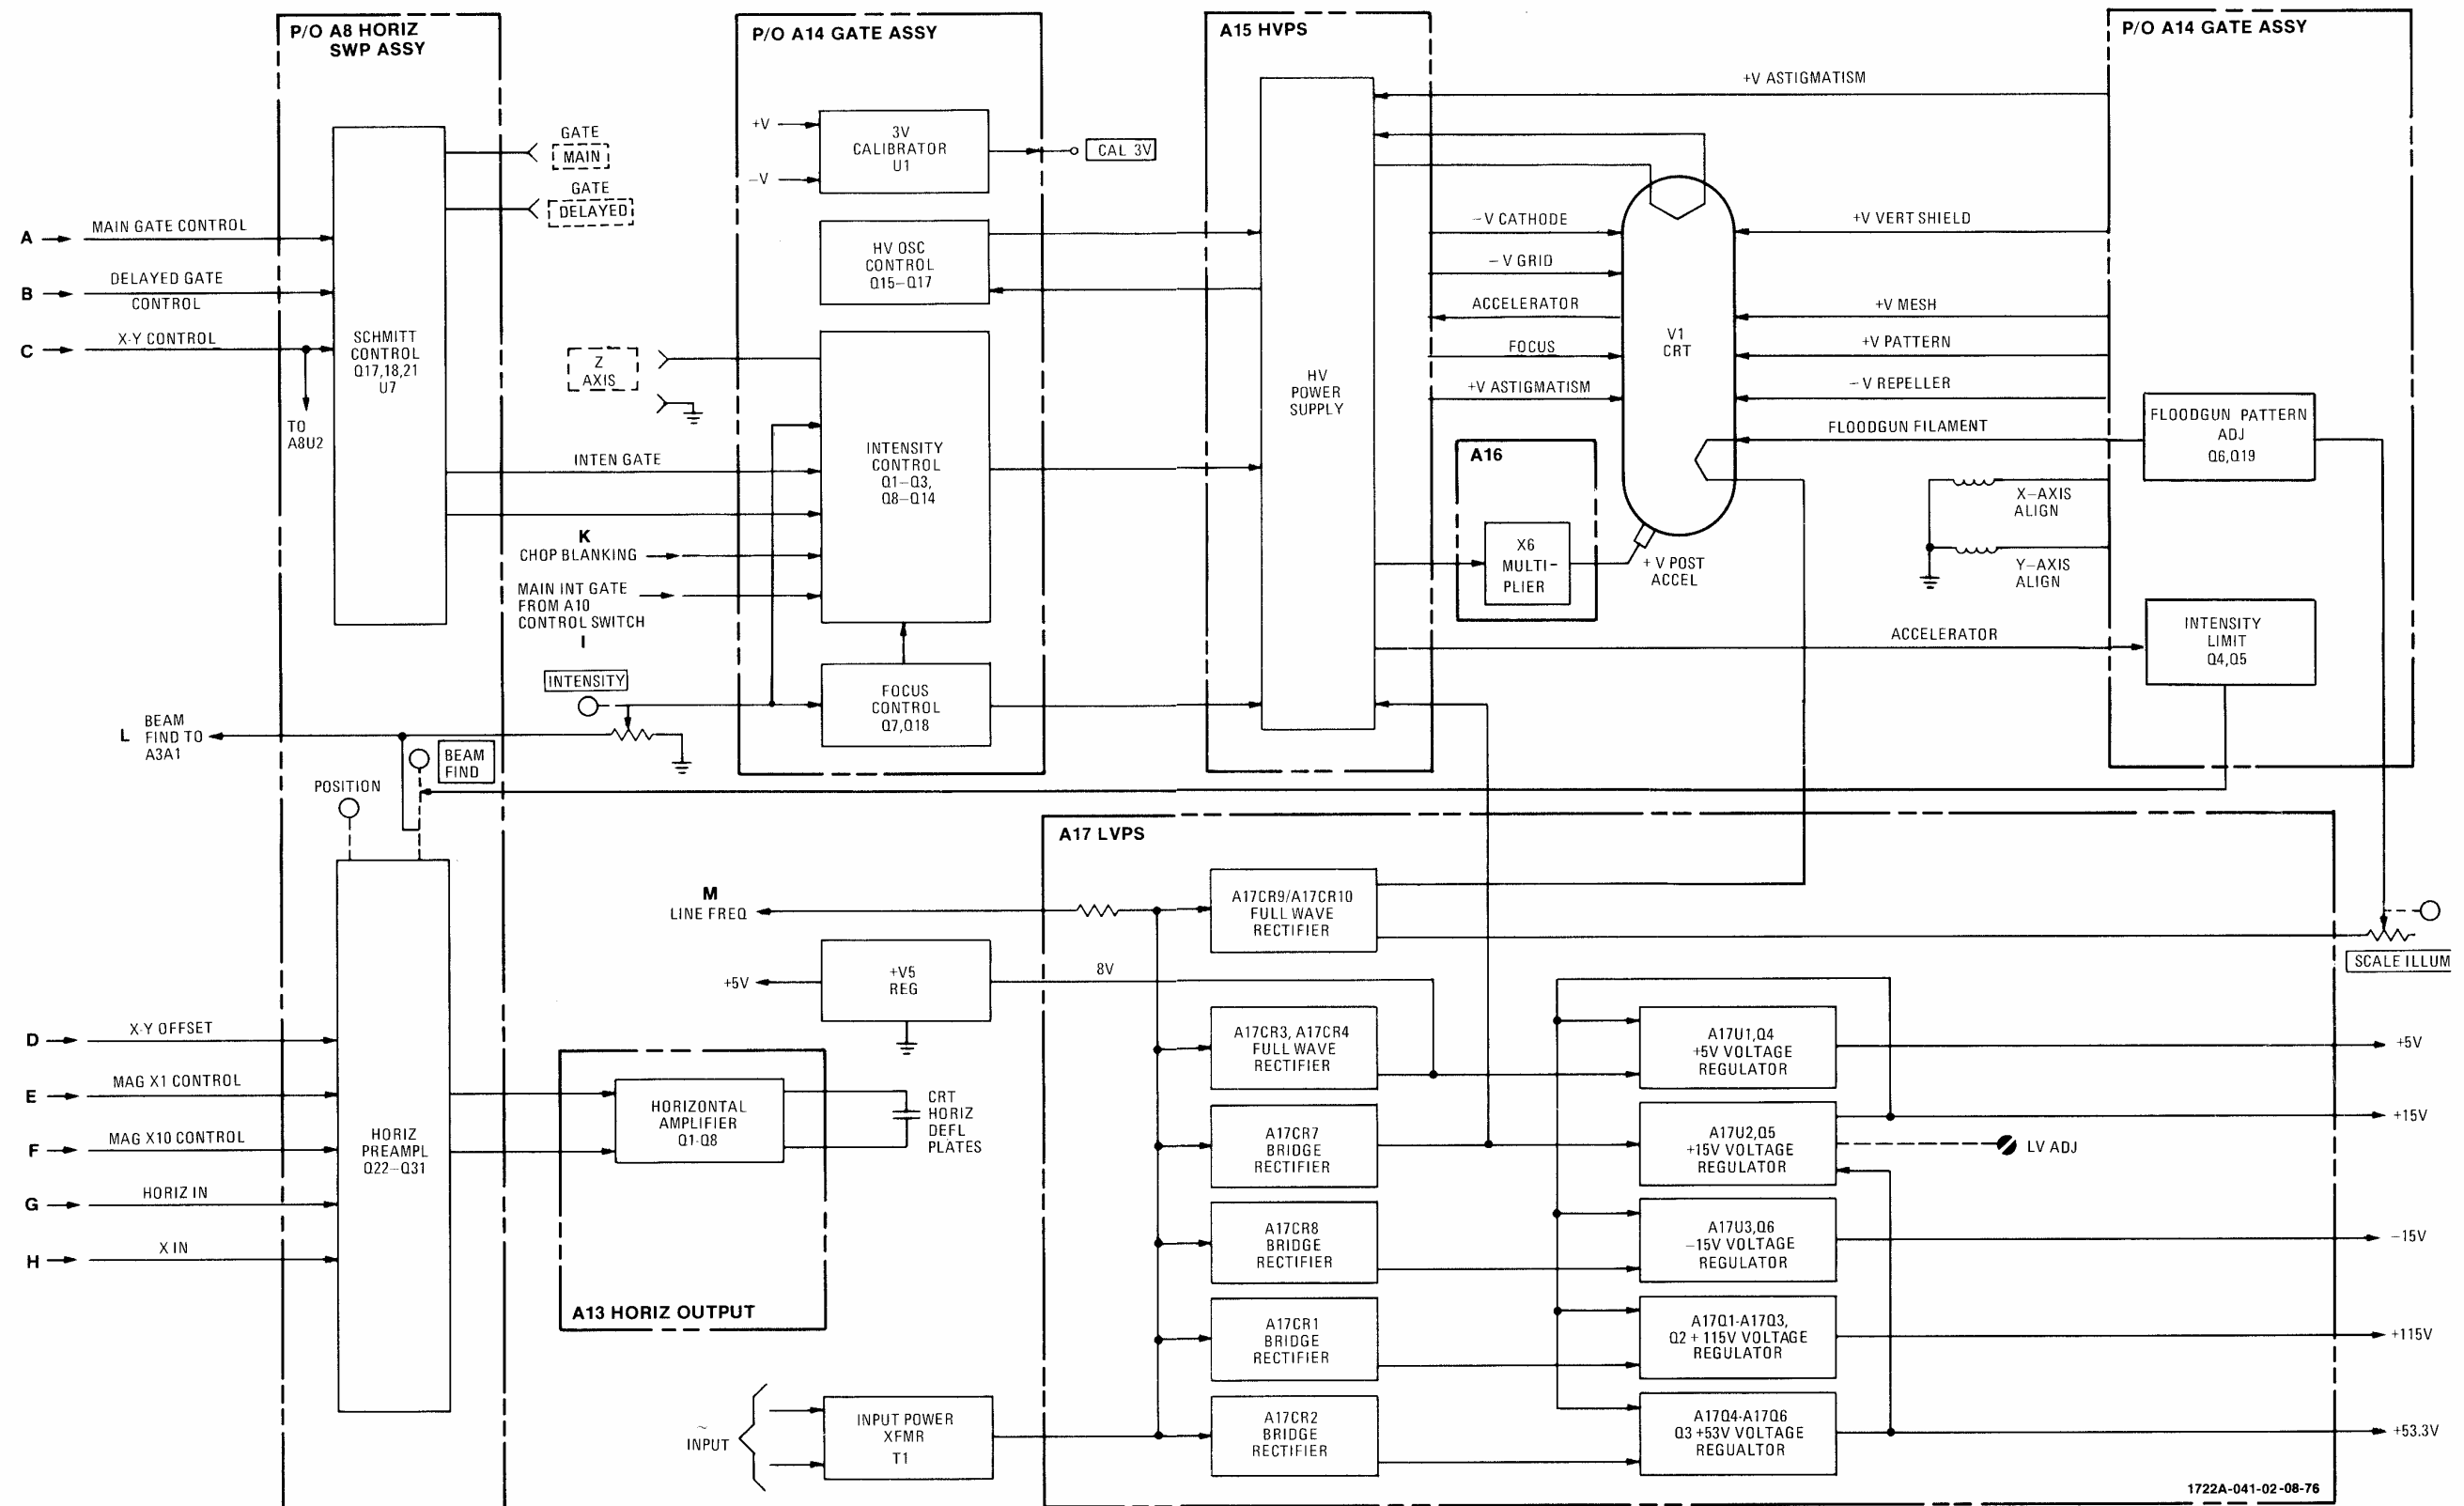 P/O A8 HORIZ
SWP ASSY
A
MAIN GATE CONTROL
B
DELAYED GATE
CONTROL
C
X-Y CONTROL
TO
A8U2
SCHMITT
CONTROL
Q17,18,21
U7
GATE
MAIN
GATE
DELAYED
P/O A14 GATE ASSY
+V
-V
3V
CALIBRATOR
U1
CAL 3V
HV OSC
CONTROL
Q15-Q17
Z
AXIS
INTEN GATE
INTENSITY
CONTROL
Q1-Q3,
Q8-Q14
K
CHOP BLANKING
MAIN INT GATE
FROM A10
CONTROL SWITCH
I
INTENSITY
FOCUS
CONTROL
Q7,Q18
L
BEAM
FIND TO
A3A1
BEAM
FIND
POSITION
A15 HVPS
HV
POWER
SUPPLY
+V ASTIGMATISM
-V CATHODE
-V GRID
ACCELERATOR
FOCUS
+V ASTIGMATISM
V1
CRT
A16
X6
MULTI-
PLIER
+V POST
ACCEL
P/O A14 GATE ASSY
+V VERT SHIELD
+V MESH
+V PATTERN
-V REPELLER
FLOODGUN FILAMENT
FLOODGUN PATTERN
ADJ
Q6,Q19
X-AXIS
ALIGN
Y-AXIS
ALIGN
ACCELERATOR
INTENSITY
LIMIT
Q4,Q5
D
X-Y OFFSET
E
MAG X1 CONTROL
F
MAG X10 CONTROL
G
HORIZ IN
H
X IN
HORIZ
PREAMPL
Q22-Q31
HORIZONTAL
AMPLIFIER
Q1-Q8
CRT
HORIZ
DEFL
PLATES
A13 HORIZ OUTPUT
M
LINE FREQ
+5V
+V5
REG
8V
~
INPUT
INPUT POWER
XFMR
T1
A17 LVPS
A17CR9/A17CR10
FULL WAVE
RECTIFIER
A17CR3, A17CR4
FULL WAVE
RECTIFIER
A17CR7
BRIDGE
RECTIFIER
A17CR8
BRIDGE
RECTIFIER
A17CR1
BRIDGE
RECTIFIER
A17CR2
BRIDGE
RECTIFIER
A17U1,Q4
+5V VOLTAGE
REGULATOR
A17U2,Q5
+15V VOLTAGE
REGULATOR
A17U3,Q6
-15V VOLTAGE
REGULATOR
A17Q1-A17Q3,
Q2 + 115V VOLTAGE
REGULATOR
A17Q4-A17Q6
Q3 +53V VOLTAGE
REGUALTOR
SCALE ILLUM
+5V
+15V
LV ADJ
-15V
+115V
+53.3V
1722A-041-02-08-76